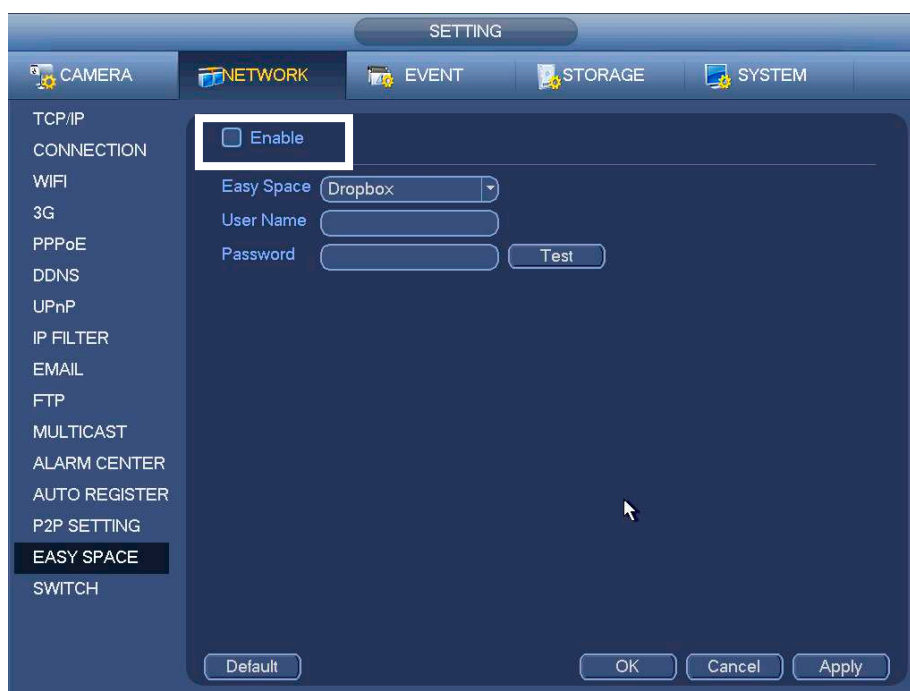 SETTING
CAMERA NETWORK EVENT STORAGE SYSTEM
TCP/IP
CONNECTION
WIFI
3G
PPPoE
DDNS
UPnP
IP FILTER
EMAIL
FTP
MULTICAST
ALARM CENTER
AUTO REGISTER
P2P SETTING
EASY SPACE
SWITCH
Enable
Easy Space Dropbox
User Name
Password Test
Default OK Cancel Apply